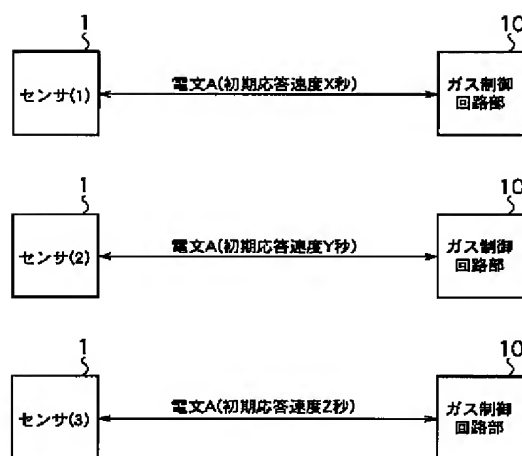 1
10
センサ(1)
電文A(初期応答速度X秒)
ガス制御
回路部
1
10
センサ(2)
電文A(初期応答速度Y秒)
ガス制御
回路部
1
10
センサ(3)
電文A(初期応答速度Z秒)
ガス制御
回路部